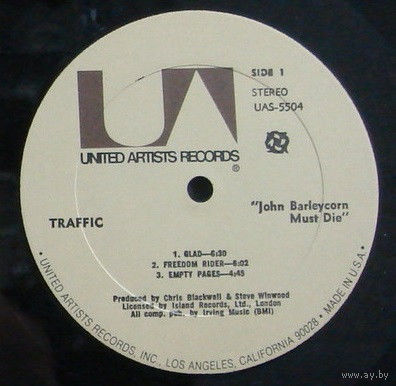 UA
UNITED ARTISTS RECORDS
®
SIDE 1
STEREO
UAS-5504
TRAFFIC
"John Barleycorn
Must Die"
1. GLAD—6:30
2. FREEDOM RIDER—6:02
3. EMPTY PAGES—4:45
Produced by Chris Blackwell & Steve Winwood
Licensed by Island Records, Ltd., London
All comp. pub. by Irving Music (BMI)
• UNITED ARTISTS RECORDS, INC., LOS ANGELES, CALIFORNIA 90028 • MADE IN U.S.A. •
www.ay.by